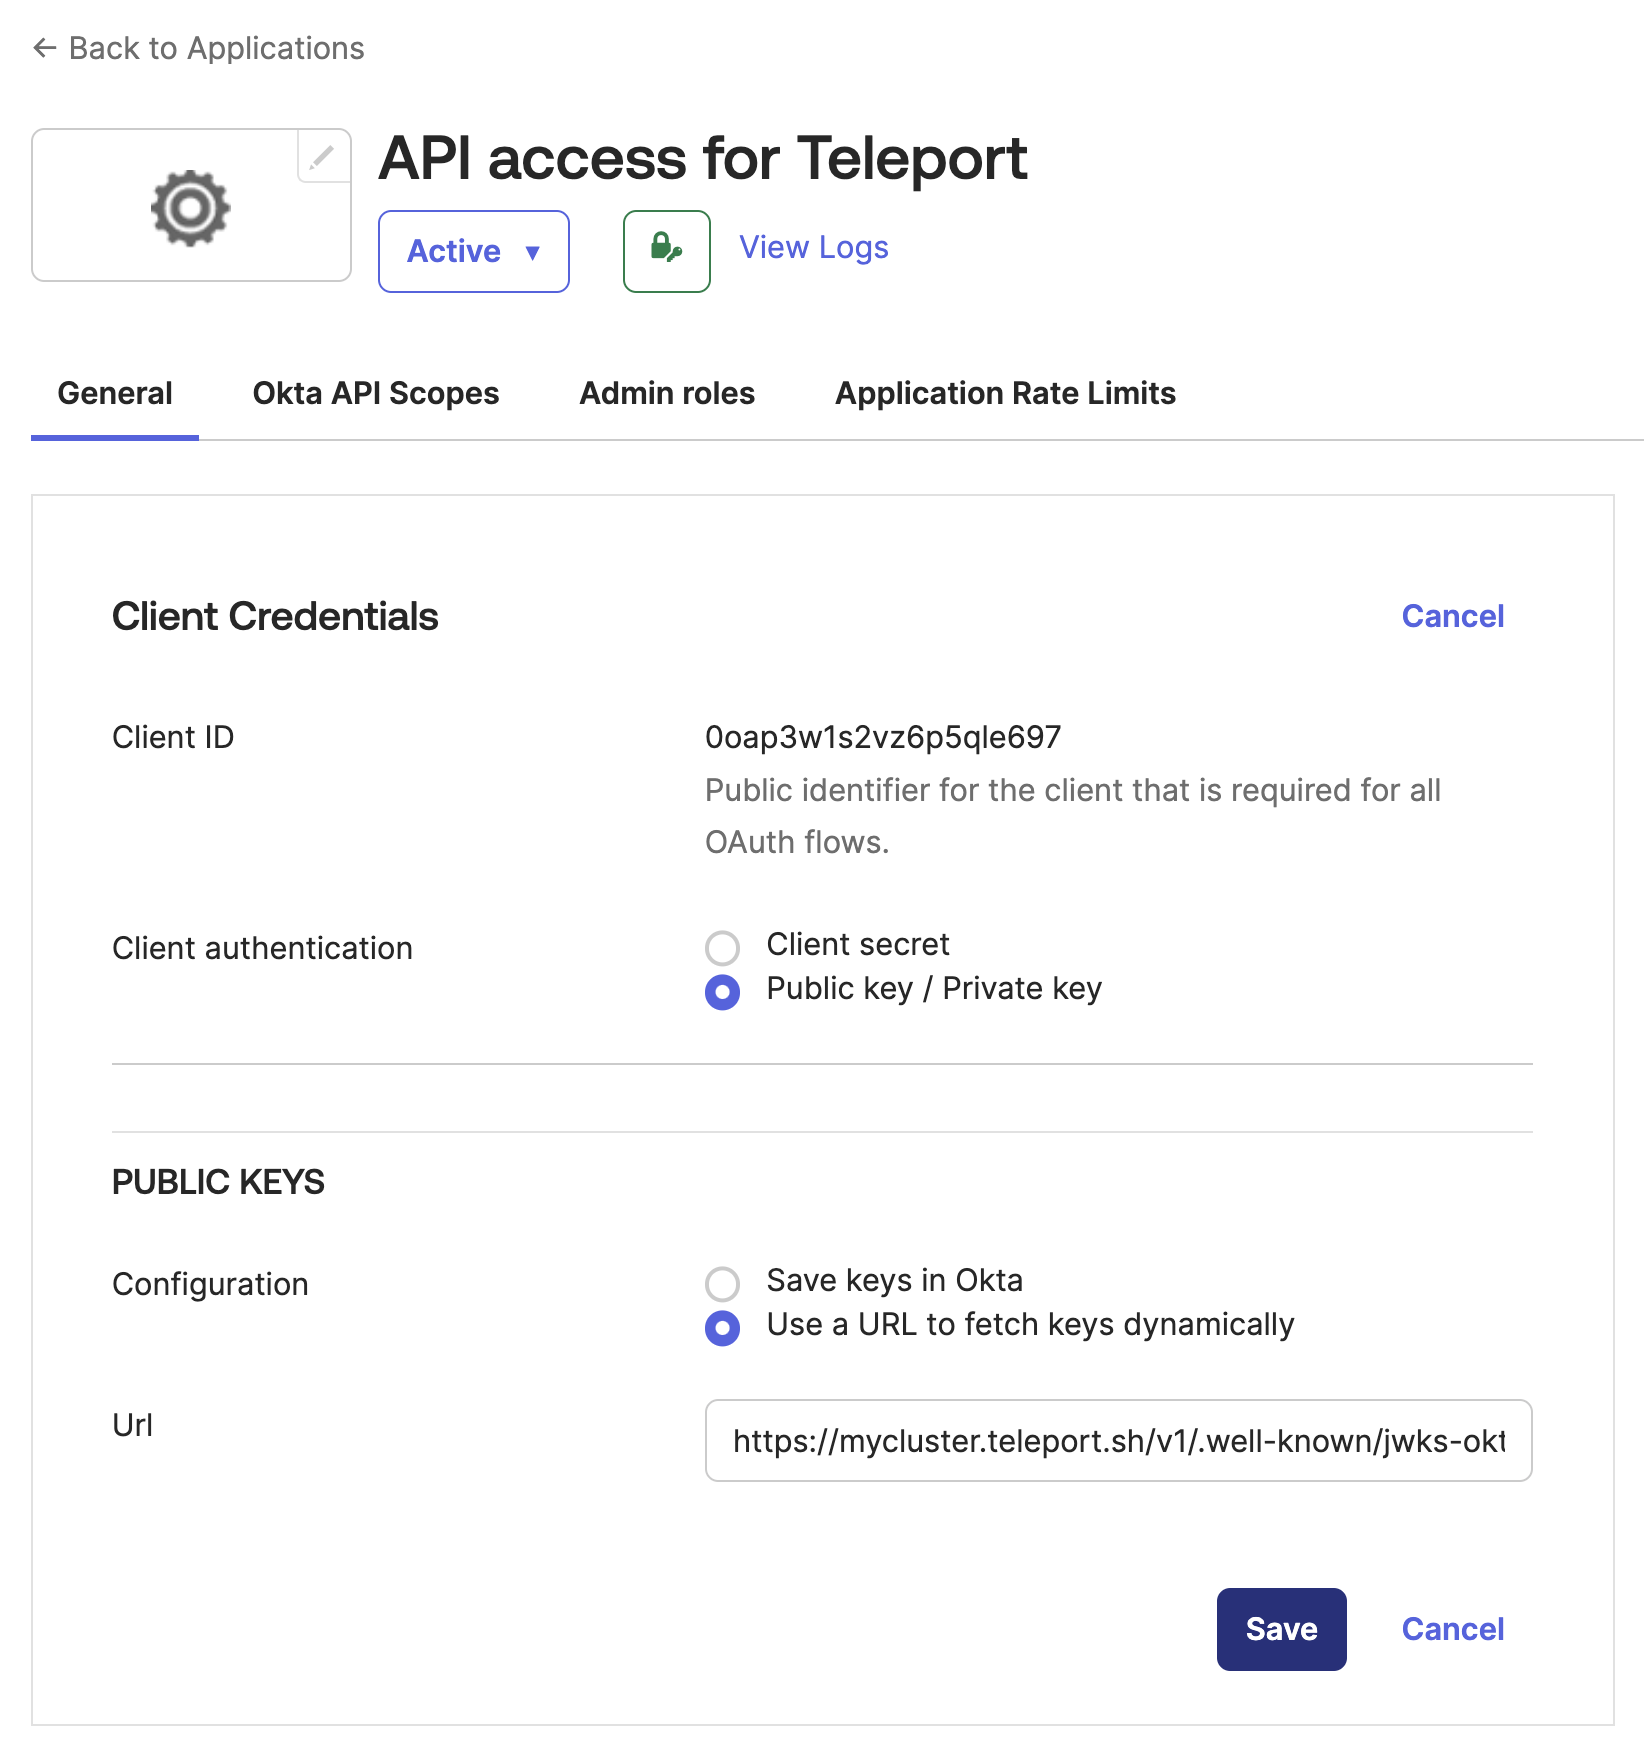 ← Back to Applications
API access for Teleport
Active ▼
View Logs
General Okta API Scopes Admin roles Application Rate Limits
Client Credentials Cancel
Client ID 0oap3w1s2vz6p5qle697
Public identifier for the client that is required for all
OAuth flows.
Client authentication Client secret
Public key / Private key
PUBLIC KEYS
Configuration Save keys in Okta
Use a URL to fetch keys dynamically
Url https://mycluster.teleport.sh/v1/.well-known/jwks-okt
Save Cancel